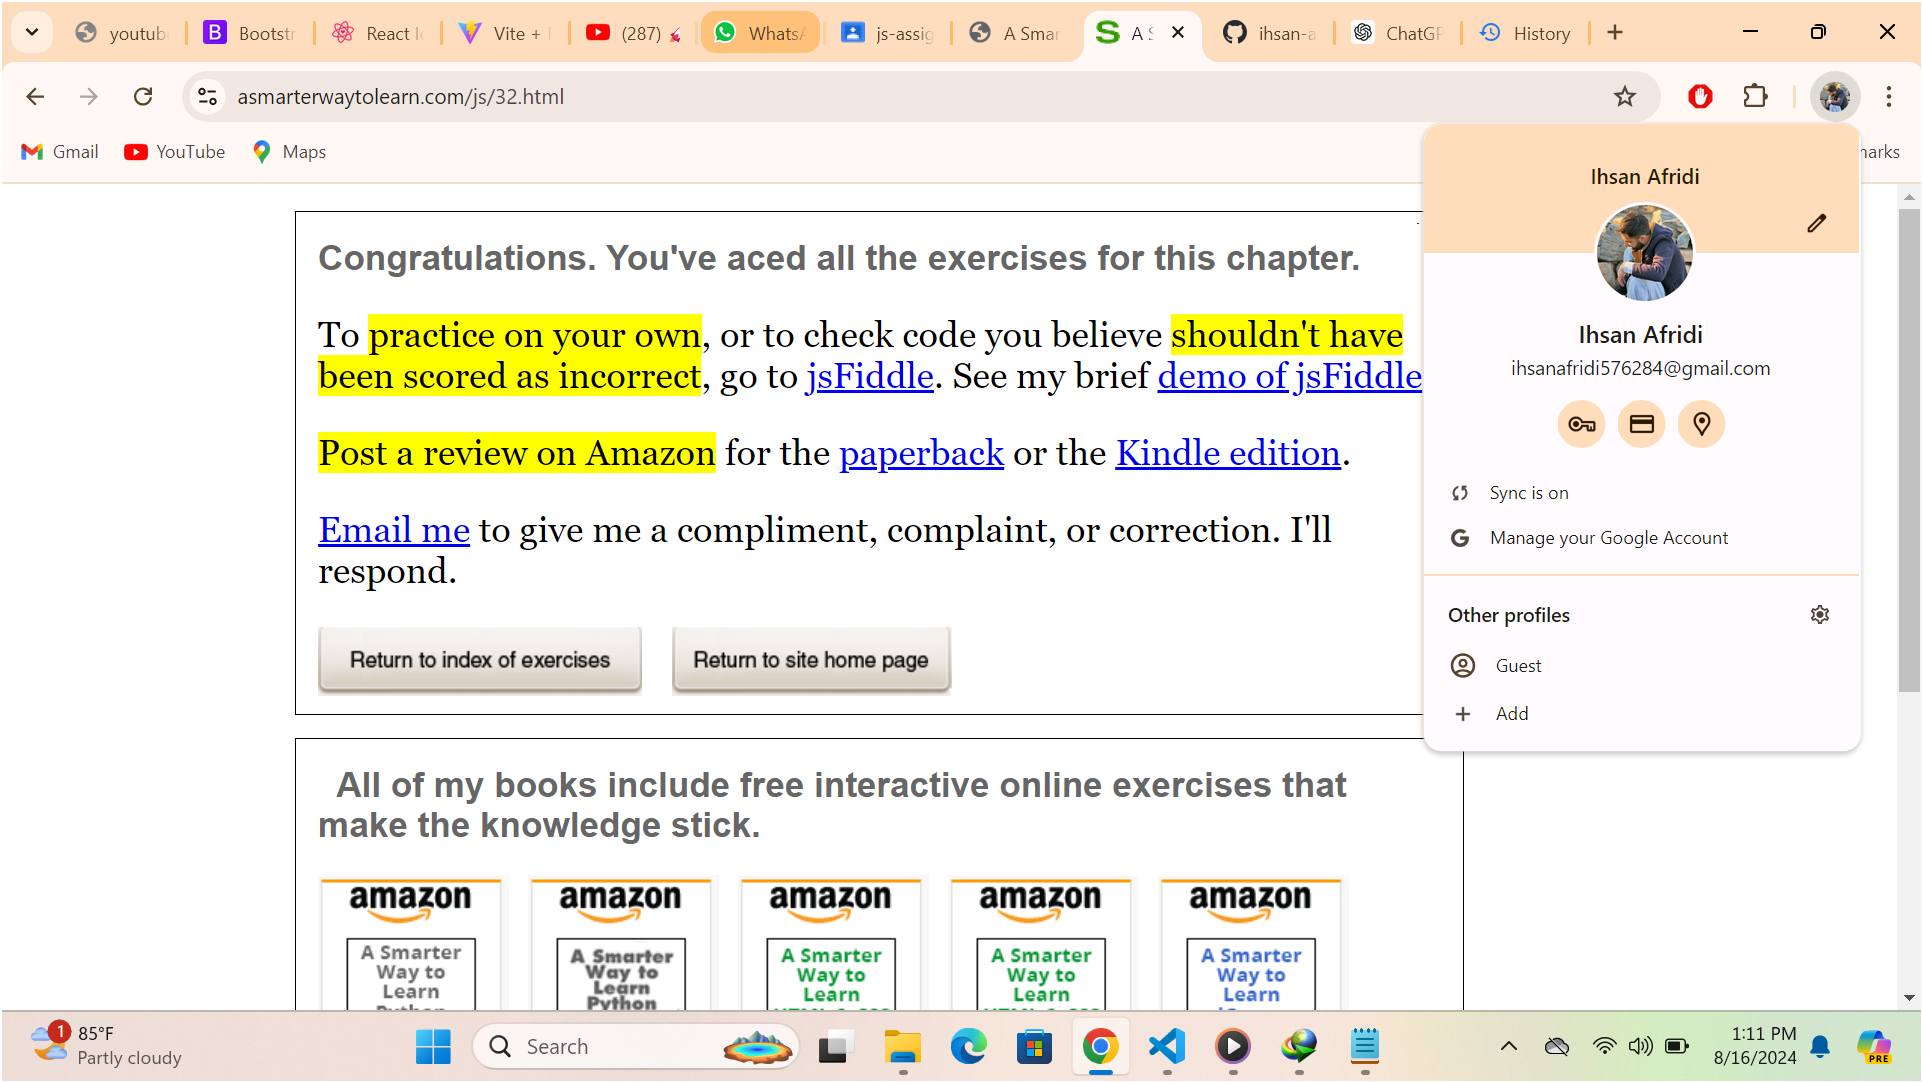 youtub
Bootstr
React Ic
Vite +
(287)
WhatsA
js-assig
A Smar
A S
ihsan-a
ChatGP
History
asmarterwaytolearn.com/js/32.html
Gmail
YouTube
Maps
marks
Ihsan Afridi
Ihsan Afridi
ihsanafridi576284@gmail.com
Sync is on
Manage your Google Account
Other profiles
Guest
Add
Congratulations. You've aced all the exercises for this chapter.
To practice on your own, or to check code you believe shouldn't have
been scored as incorrect, go to jsFiddle. See my brief demo of jsFiddle
Post a review on Amazon for the paperback or the Kindle edition.
Email me to give me a compliment, complaint, or correction. I'll
respond.
Return to index of exercises
Return to site home page
All of my books include free interactive online exercises that
make the knowledge stick.
amazon
A Smarter
Way to
Learn
Python
amazon
A Smarter
Way to
Learn
Python
amazon
A Smarter
Way to
Learn
amazon
A Smarter
Way to
Learn
amazon
A Smarter
Way to
Learn
1
85°F
Partly cloudy
Search
1:11 PM
8/16/2024
PRE